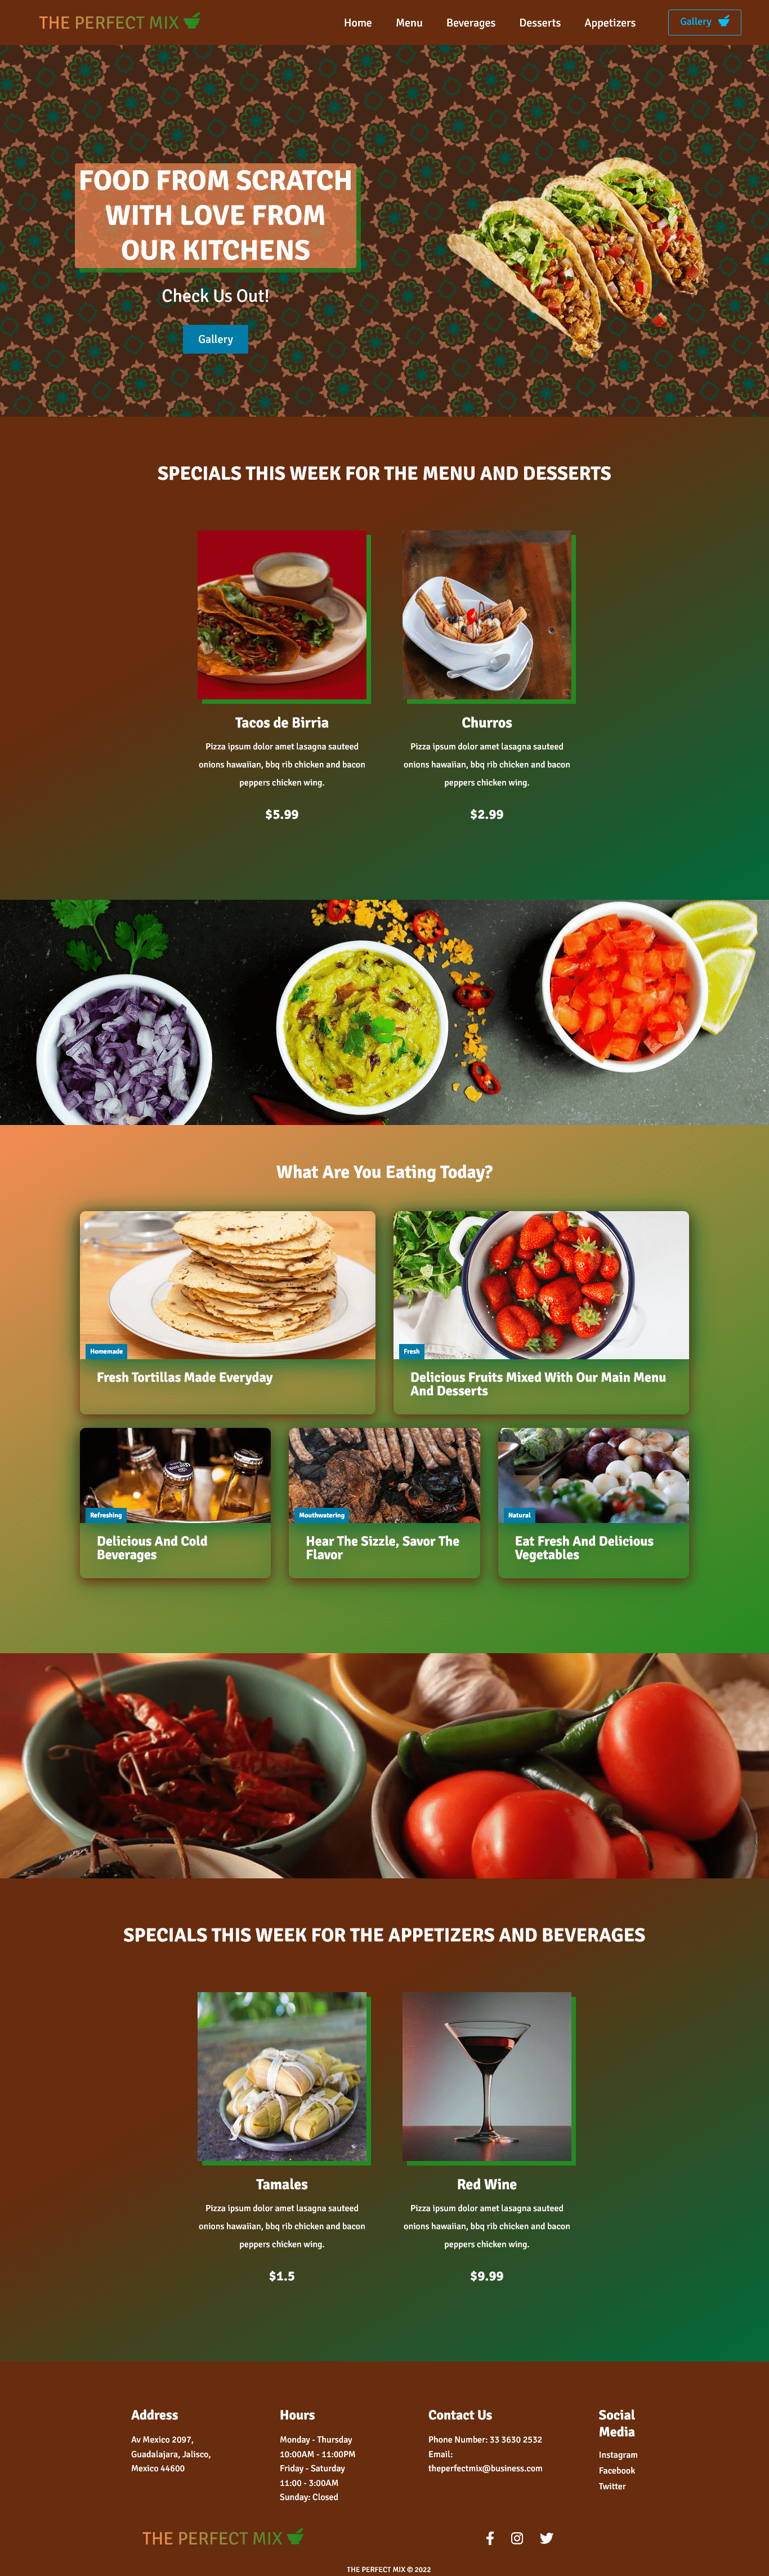 THE PERFECT MIX
Home Menu Beverages Desserts Appetizers Gallery
FOOD FROM SCRATCH
WITH LOVE FROM
OUR KITCHENS
Check Us Out!
Gallery
SPECIALS THIS WEEK FOR THE MENU AND DESSERTS
Tacos de Birria
Pizza ipsum dolor amet lasagna sauteed
onions hawaiian, bbq rib chicken and bacon
peppers chicken wing.
$5.99
Churros
Pizza ipsum dolor amet lasagna sauteed
onions hawaiian, bbq rib chicken and bacon
peppers chicken wing.
$2.99
What Are You Eating Today?
Homemade
Fresh Tortillas Made Everyday
Fresh
Delicious Fruits Mixed With Our Main Menu
And Desserts
Refreshing
Delicious And Cold
Beverages
Mouthwatering
Hear The Sizzle, Savor The
Flavor
Natural
Eat Fresh And Delicious
Vegetables
SPECIALS THIS WEEK FOR THE APPETIZERS AND BEVERAGES
Tamales
Pizza ipsum dolor amet lasagna sauteed
onions hawaiian, bbq rib chicken and bacon
peppers chicken wing.
$1.5
Red Wine
Pizza ipsum dolor amet lasagna sauteed
onions hawaiian, bbq rib chicken and bacon
peppers chicken wing.
$9.99
Address
Av Mexico 2097,
Guadalajara, Jalisco,
Mexico 44600
Hours
Monday - Thursday
10:00AM - 11:00PM
Friday - Saturday
11:00 - 3:00AM
Sunday: Closed
Contact Us
Phone Number: 33 3630 2532
Email:
theperfectmix@business.com
Social
Media
Instagram
Facebook
Twitter
THE PERFECT MIX
THE PERFECT MIX © 2022